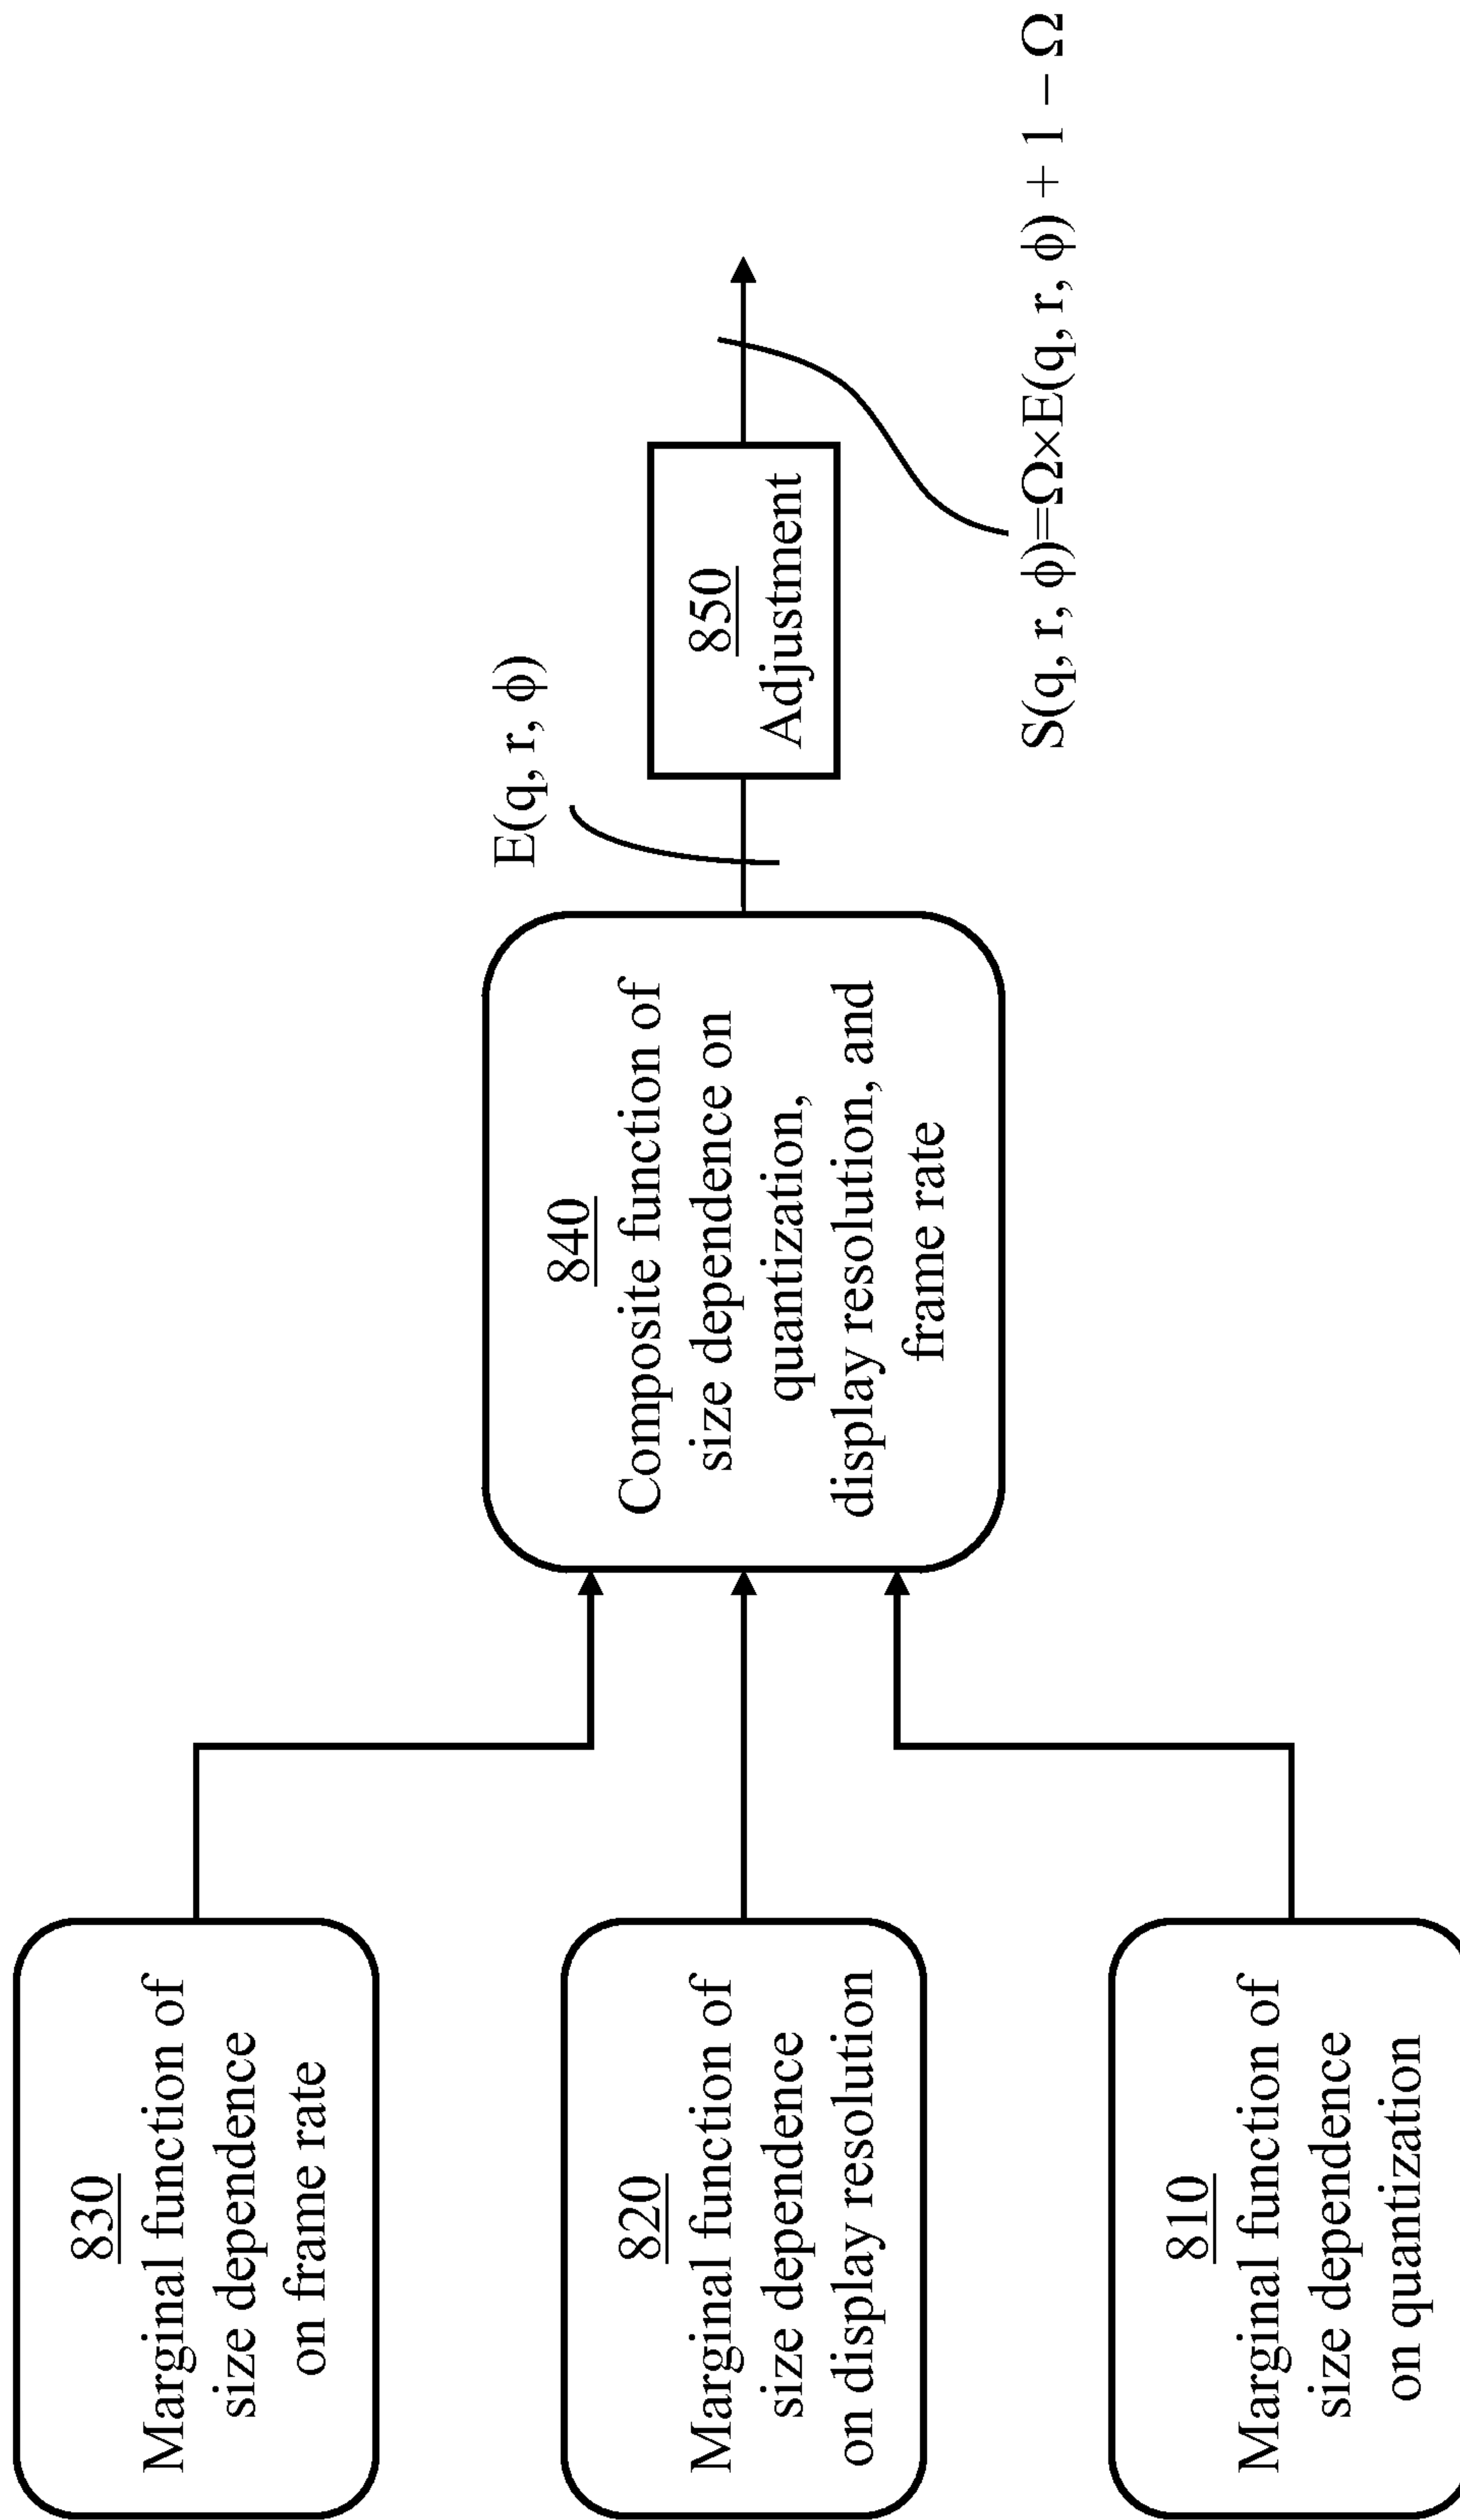 830
Marginal function of
size dependence
on frame rate
820
Marginal function of
size dependence
on display resolution
810
Marginal function of
size dependence
on quantization
840
Composite function of
size dependence on
quantization,
display resolution, and
frame rate
E(q, r, ϕ)
850
Adjustment
S(q, r, ϕ)=Ω×E(q, r, ϕ) + 1 − Ω